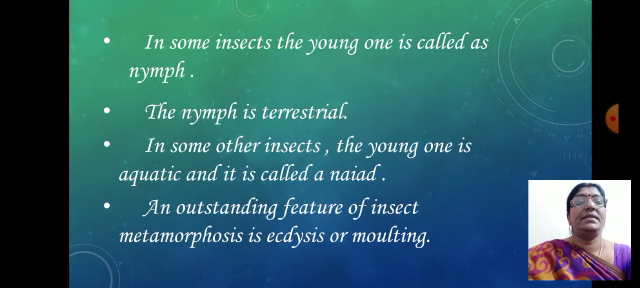 • In some insects the young one is called as
nymph .
• The nymph is terrestrial.
• In some other insects , the young one is
aquatic and it is called a naiad .
• An outstanding feature of insect
metamorphosis is ecdysis or moulting.